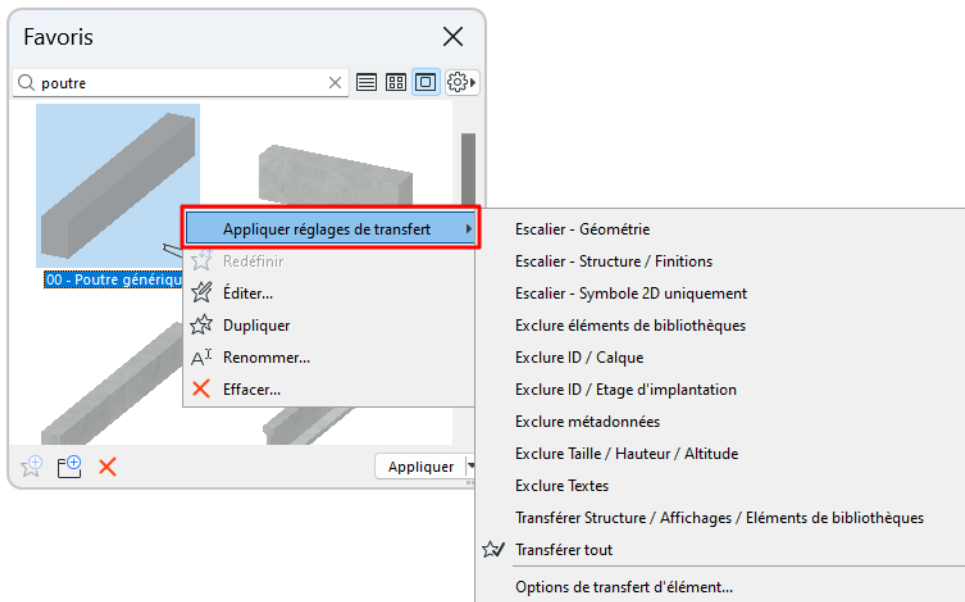 Favoris
poutre
00 - Poutre génériqu
Appliquer réglages de transfert
Redéfinir
Éditer...
Dupliquer
Renommer...
Effacer...
Appliquer
Escalier - Géométrie
Escalier - Structure / Finitions
Escalier - Symbole 2D uniquement
Exclure éléments de bibliothèques
Exclure ID / Calque
Exclure ID / Etage d'implantation
Exclure métadonnées
Exclure Taille / Hauteur / Altitude
Exclure Textes
Transférer Structure / Affichages / Eléments de bibliothèques
Transférer tout
Options de transfert d'élément...